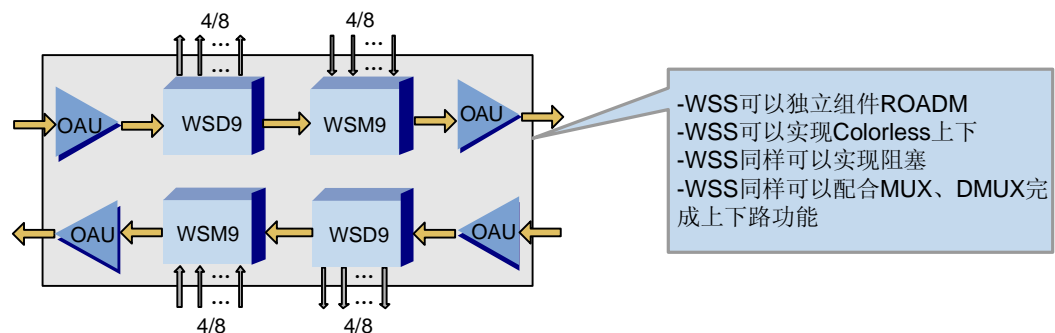 4/8
4/8
...
...
...
...
OAU
WSD9
WSM9
OAU
-WSS可以独立组件ROADM
-WSS可以实现Colorless上下
-WSS同样可以实现阻塞
-WSS同样可以配合MUX、DMUX完
成上下路功能
OAU
WSM9
WSD9
OAU
...
...
...
...
4/8
4/8